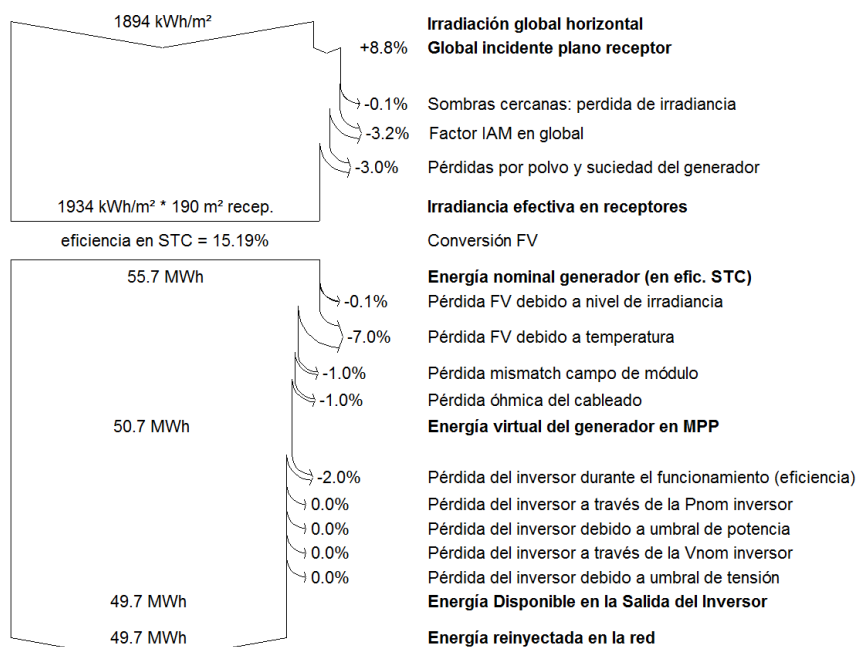 1894 kWh/m² Irradiación global horizontal
+8.8% Global incidente plano receptor
-0.1% Sombras cercanas: perdida de irradiancia
-3.2% Factor IAM en global
-3.0% Pérdidas por polvo y suciedad del generador
1934 kWh/m² * 190 m² recep. Irradiancia efectiva en receptores
eficiencia en STC = 15.19% Conversión FV
55.7 MWh Energía nominal generador (en efic. STC)
-0.1% Pérdida FV debido a nivel de irradiancia
-7.0% Pérdida FV debido a temperatura
-1.0% Pérdida mismatch campo de módulo
-1.0% Pérdida óhmica del cableado
50.7 MWh Energía virtual del generador en MPP
-2.0% Pérdida del inversor durante el funcionamiento (eficiencia)
0.0% Pérdida del inversor a través de la Pnom inversor
0.0% Pérdida del inversor debido a umbral de potencia
0.0% Pérdida del inversor a través de la Vnom inversor
0.0% Pérdida del inversor debido a umbral de tensión
49.7 MWh Energía Disponible en la Salida del Inversor
49.7 MWh Energía reinyectada en la red